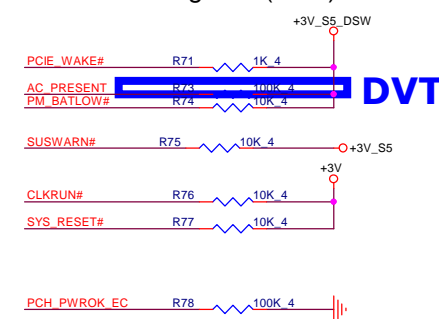 +3V_S5_DSW
PCIE_WAKE# R71 1K_4
AC_PRESENT R73 100K_4
DVT
PM_BATLOW# R74 10K_4
SUSWARN# R75 10K_4 +3V_S5
+3V
CLKRUN# R76 10K_4
SYS_RESET# R77 10K_4
PCH_PWROK_EC R78 100K_4